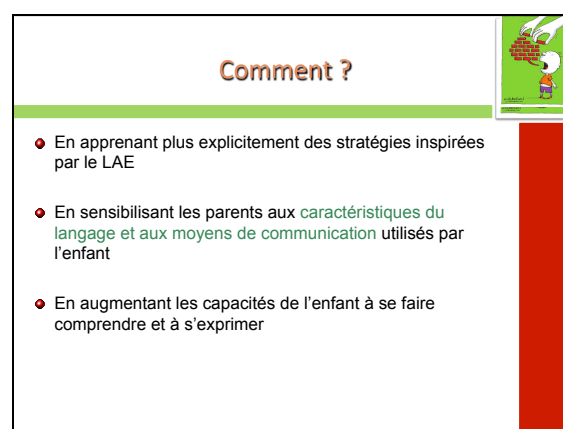 Comment ?
En apprenant plus explicitement des stratégies inspirées
par le LAE
En sensibilisant les parents aux caractéristiques du
langage et aux moyens de communication utilisés par
l’enfant
En augmentant les capacités de l’enfant à se faire
comprendre et à s’exprimer